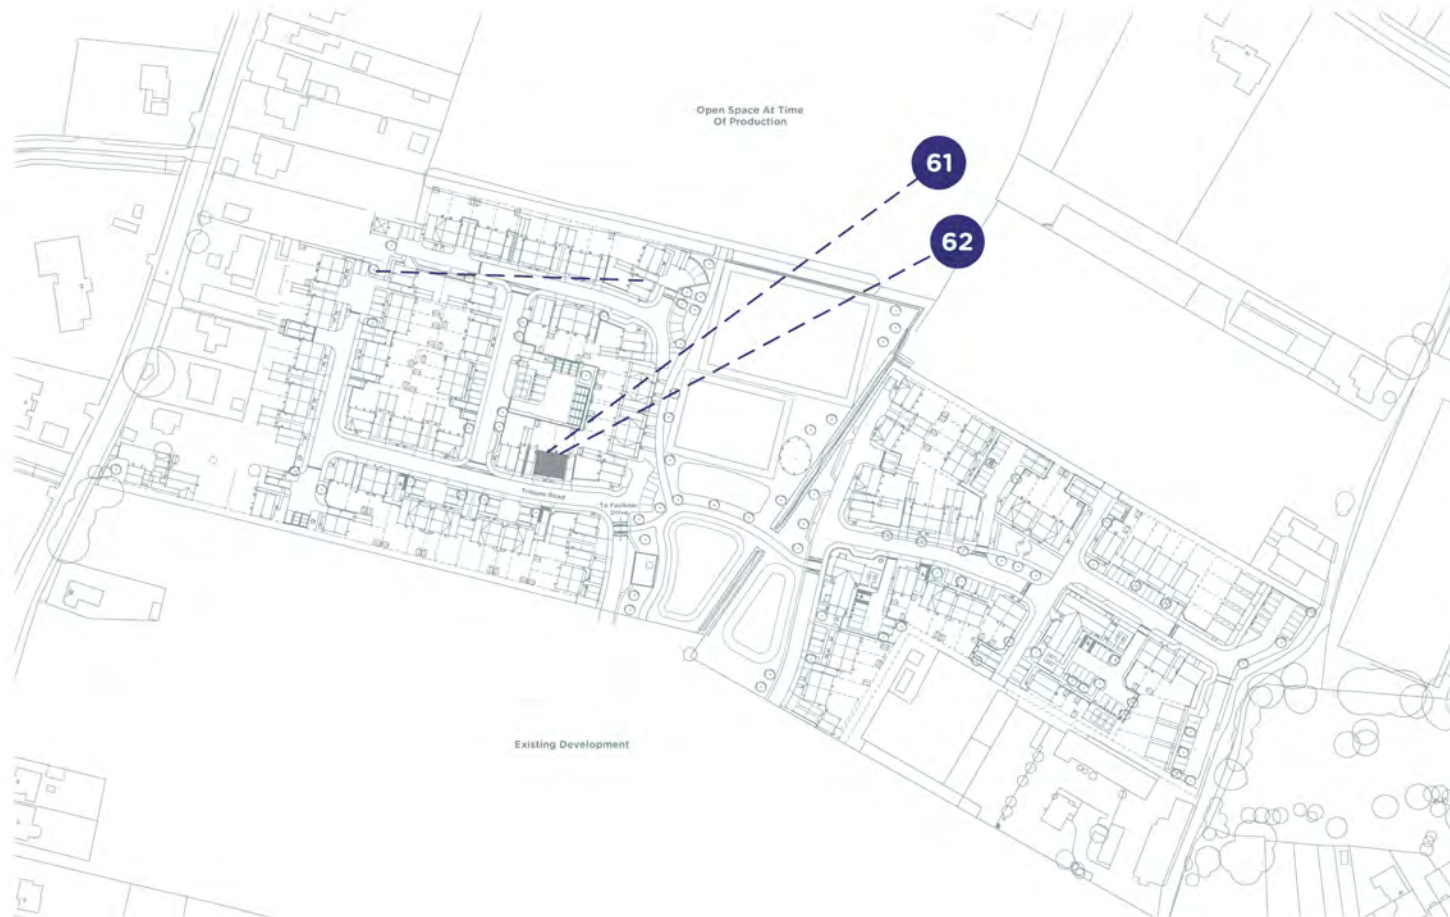 Open Space At Time
Of Production
61
62
Tribune Road
To Faulkner
Drive
Existing Development